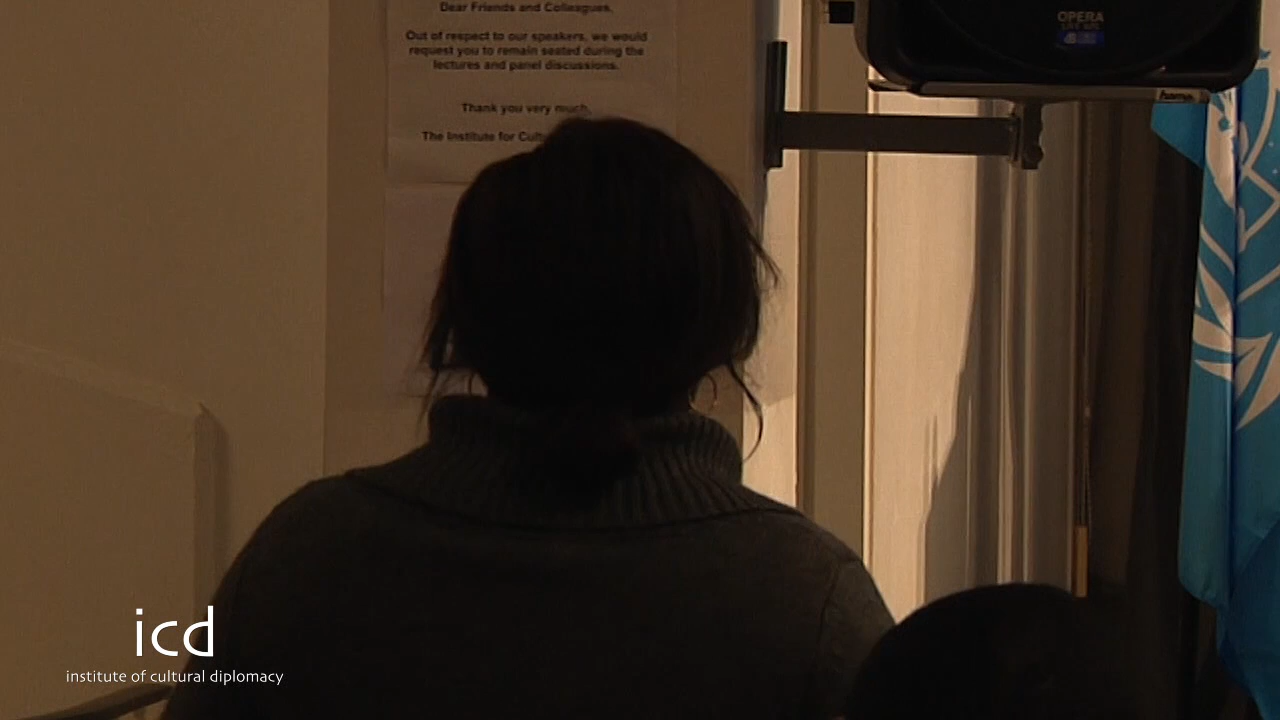 Dear Friends and Colleagues,
Out of respect to our speakers, we would
request you to remain seated during the
lectures and panel discussions.
Thank you very much,
The Institute for
OPERA
hama
icd
institute of cultural diplomacy